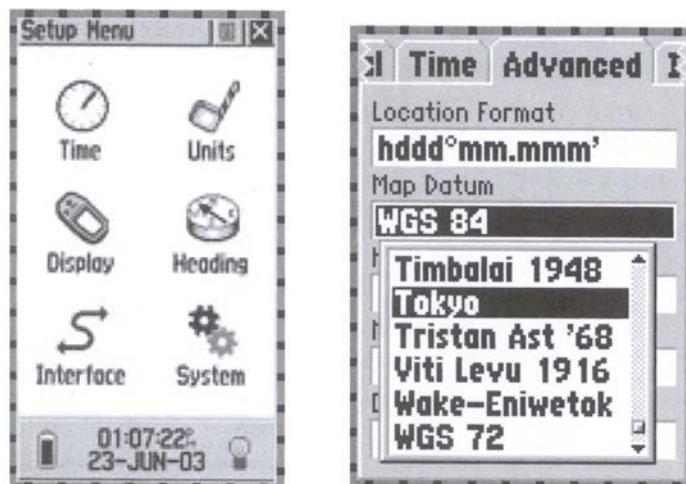 Setup Menu
Time
Units
Display
Heading
Interface
System
01:07:22
23-JUN-03
Time
Advanced
Location Format
hddd°mm.mmm'
Map Datum
WGS 84
Timbalai 1948
Tokyo
Tristan Ast '68
Viti Levu 1916
Wake-Eniwetok
WGS 72